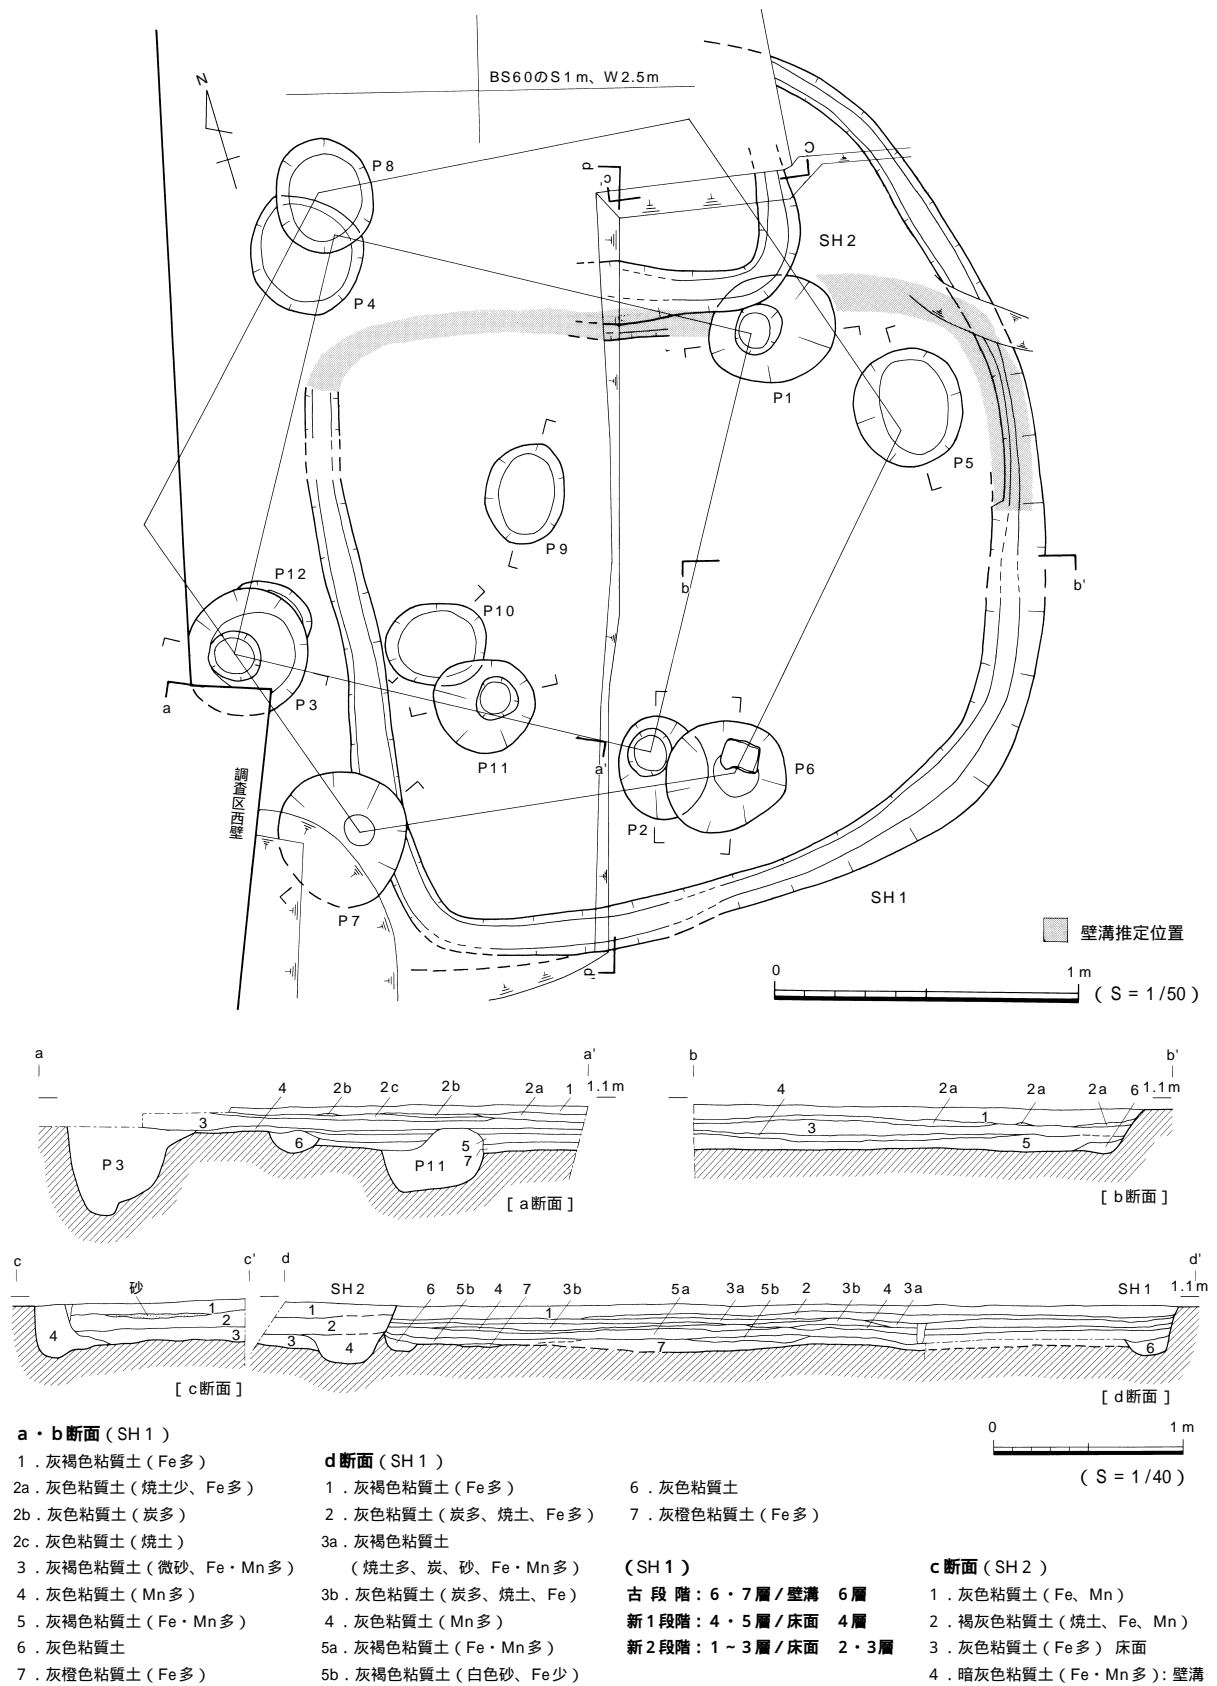 BS60のS1m、W2.5m
N
P8
d
c'
C
SH2
P4
P1
P5
P9
b
b'
P12
P10
a
P3
P11
a'
P6
P2
調査区西壁
P7
SH1
d'
壁溝推定位置
0 1m
(S=1/50)
a a' b b'
4 2b 2c 2b 2a 1 1.1m
4 2a 2a 2a 6 1.1m
3 1
6 5 3 5
P3 P11 7
[a断面] [b断面]
c c' d d'
砂 SH2 6 5b 4 7 3b 5a 3a 5b 2 3b 4 3a SH1 1.1m
1 1 1
2 2
4 3 3 4 7 6
[c断面] [d断面]
0 1m
(S=1/40)
a・b断面(SH1)
1.灰褐色粘質土(Fe多)
2a.灰色粘質土(焼土少、Fe多)
2b.灰色粘質土(炭多)
2c.灰色粘質土(焼土)
3.灰褐色粘質土(微砂、Fe・Mn多)
4.灰色粘質土(Mn多)
5.灰褐色粘質土(Fe・Mn多)
6.灰色粘質土
7.灰橙色粘質土(Fe多)
d断面(SH1)
1.灰褐色粘質土(Fe多)
2.灰色粘質土(炭多、焼土、Fe多)
3a.灰褐色粘質土
(焼土多、炭、砂、Fe・Mn多)
3b.灰色粘質土(炭多、焼土、Fe)
4.灰色粘質土(Mn多)
5a.灰褐色粘質土(Fe・Mn多)
5b.灰褐色粘質土(白色砂、Fe少)
6.灰色粘質土
7.灰橙色粘質土(Fe多)
(SH1)
古段階:6・7層/壁溝 6層
新1段階:4・5層/床面 4層
新2段階:1~3層/床面 2・3層
c断面(SH2)
1.灰色粘質土(Fe、Mn)
2.褐灰色粘質土(焼土、Fe、Mn)
3.灰色粘質土(Fe多) 床面
4.暗灰色粘質土(Fe・Mn多):壁溝